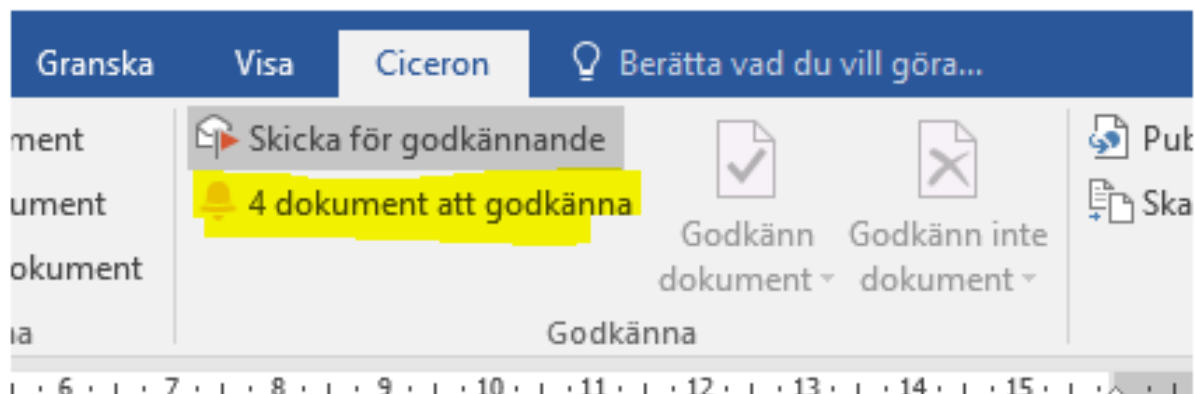 Granska Visa Ciceron Berätta vad du vill göra...
ment Skicka för godkännande Pub
ument 4 dokument att godkänna Ska
okument Godkänn dokument Godkänn inte dokument
na Godkänna
6 7 8 9 10 11 12 13 14 15